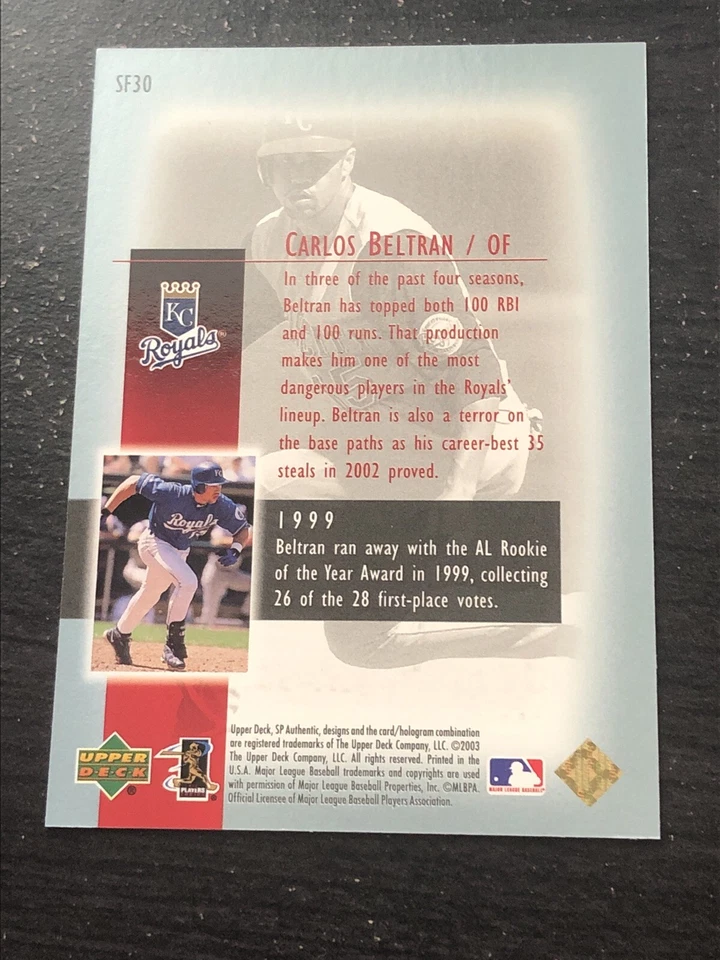 SF30
KC
CARLOS BELTRAN / OF
In three of the past four seasons,
Beltran has topped both 100 RBI
and 100 runs. That production
makes him one of the most
dangerous players in the Royals'
lineup. Beltran is also a terror on
the base paths as his career-best 35
steals in 2002 proved.
KC
Royals
KC
Royals
1999
Beltran ran away with the AL Rookie
of the Year Award in 1999, collecting
26 of the 28 first-place votes.
Upper Deck, SP Authentic, designs and the card/hologram combination
are registered trademarks of The Upper Deck Company, LLC. ©2003
The Upper Deck Company, LLC. All rights reserved. Printed in the
U.S.A. Major League Baseball trademarks and copyrights are used
with permission of Major League Baseball Properties, Inc. ©MLBPA.
Official Licensee of Major League Baseball Players Association.
UPPER
DECK®
PLAYERS
MAJOR LEAGUE BASEBALL